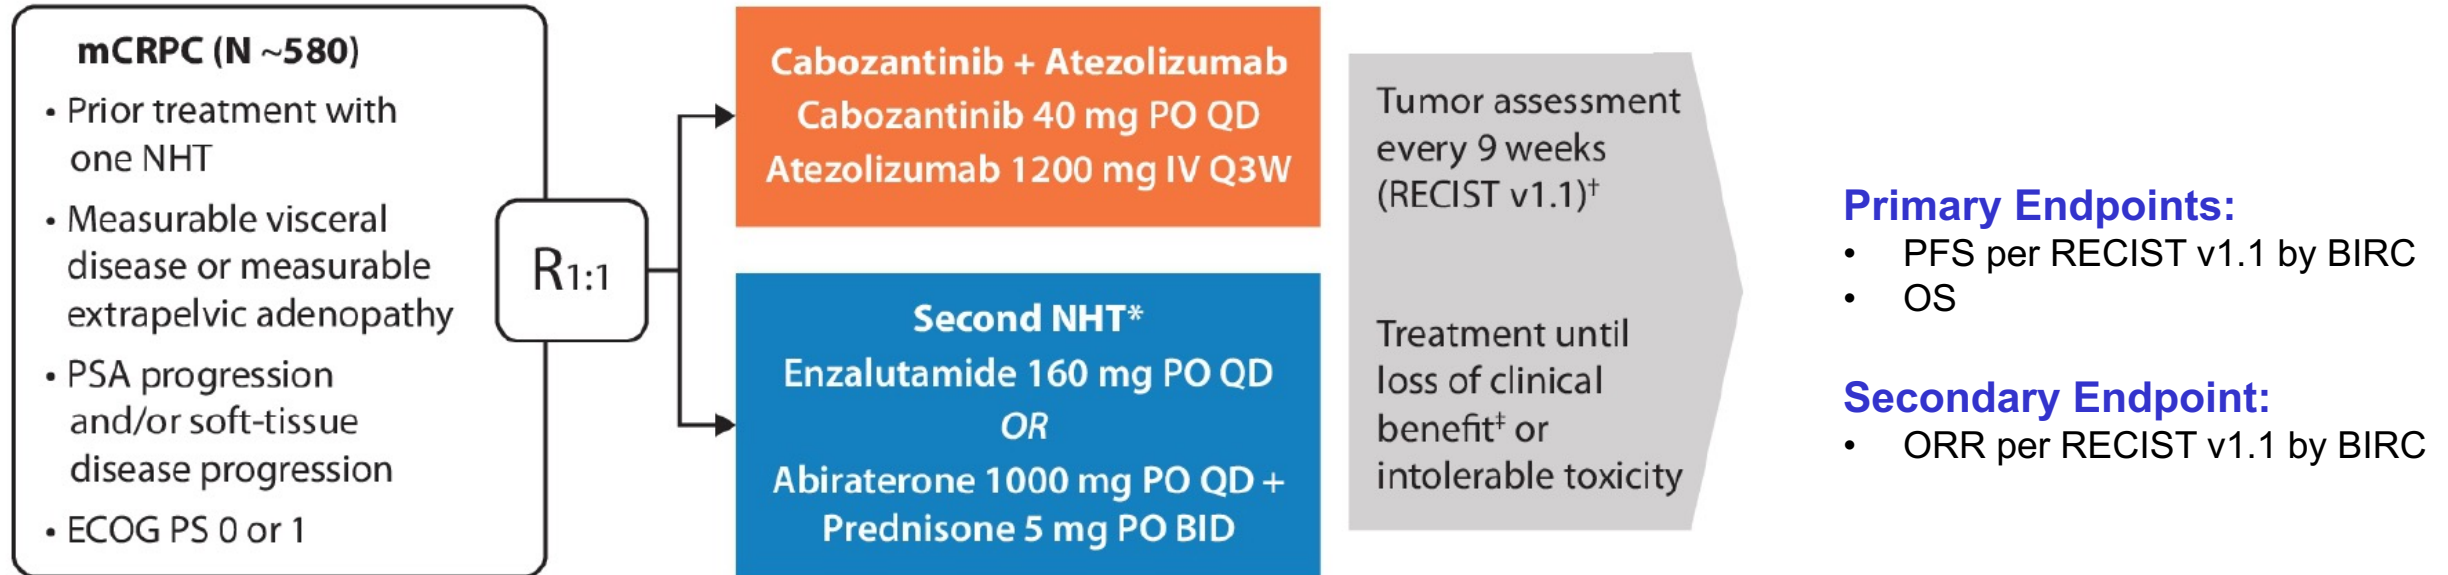 mCRPC (N ~580)
• Prior treatment with
one NHT
• Measurable visceral
disease or measurable
extrapelvic adenopathy
• PSA progression
and/or soft-tissue
disease progression
• ECOG PS 0 or 1
R1:1
Cabozantinib + Atezolizumab
Cabozantinib 40 mg PO QD
Atezolizumab 1200 mg IV Q3W
Second NHT*
Enzalutamide 160 mg PO QD
OR
Abiraterone 1000 mg PO QD +
Prednisone 5 mg PO BID
Tumor assessment
every 9 weeks
(RECIST v1.1)†
Treatment until
loss of clinical
benefit‡ or
intolerable toxicity
Primary Endpoints:
• PFS per RECIST v1.1 by BIRC
• OS
Secondary Endpoint:
• ORR per RECIST v1.1 by BIRC